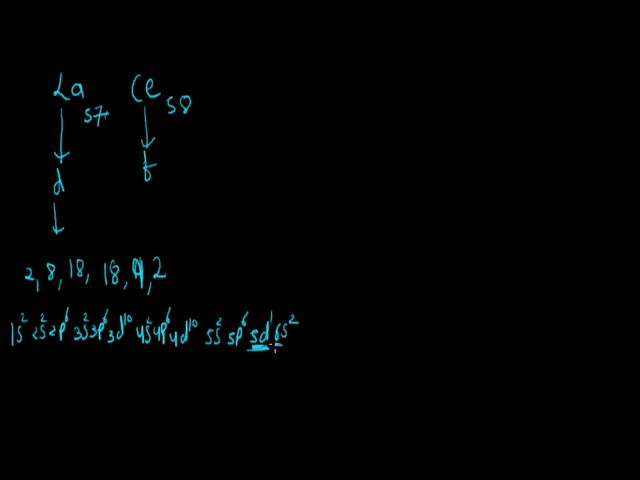 La 57 Ce 58
d f
2, 8, 18, 18, 9, 2
1s² 2s² 2p⁶ 3s² 3p⁶ 3d¹⁰ 4s² 4p⁶ 4d¹⁰ 5s² 5p⁶ 5d¹ 6s²